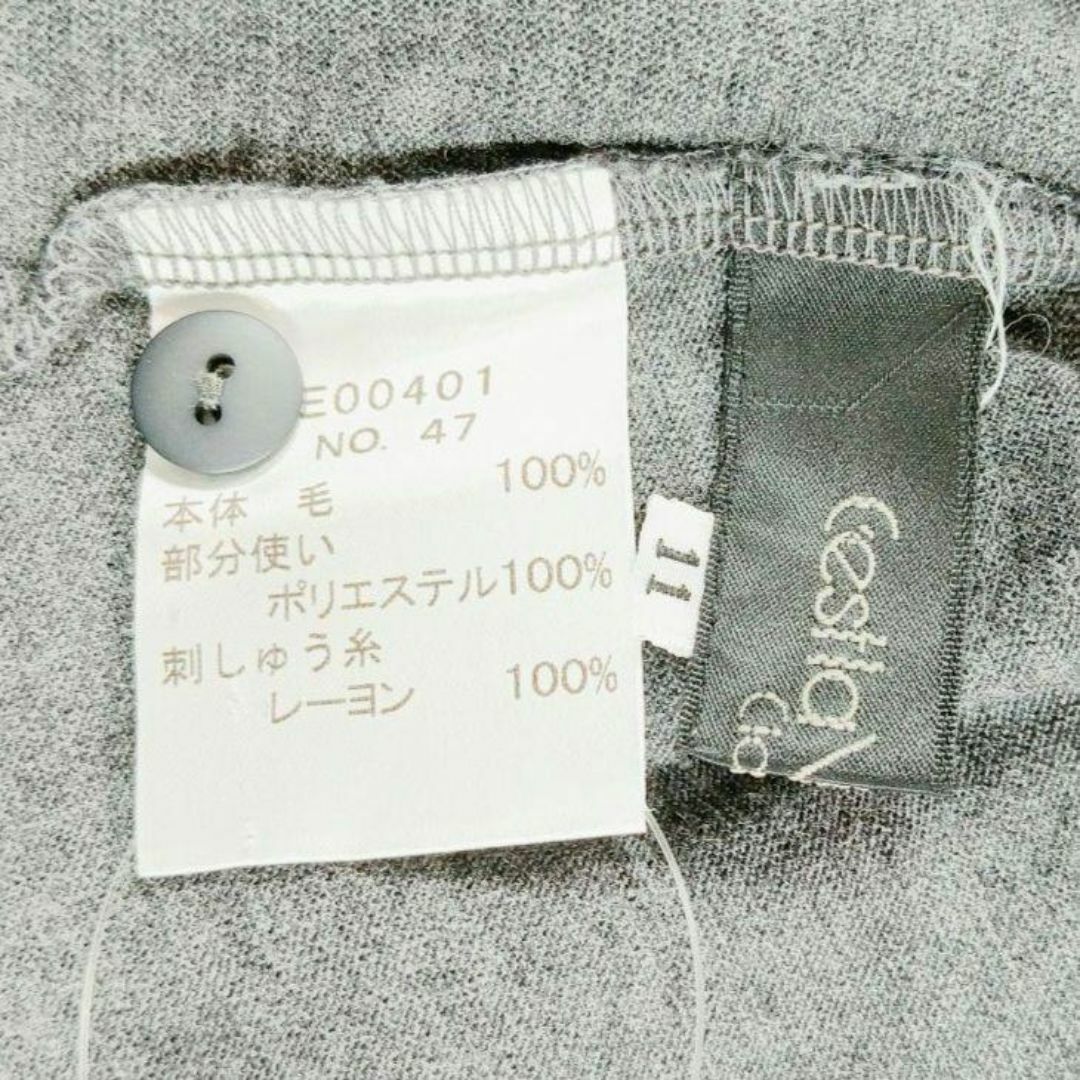 E00401
NO. 47
本体 毛 100%
部分使い
ポリエステル100%
刺しゅう糸
レーヨン 100%
11